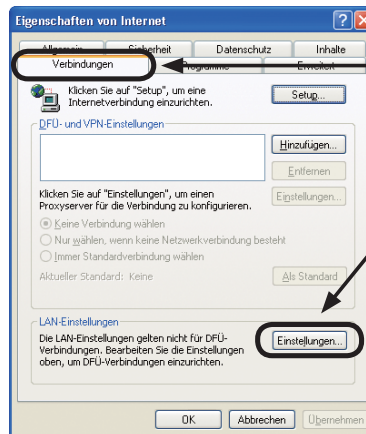 Eigenschaften von Internet
Allgemein Sicherheit Datenschutz Inhalte
Verbindungen Programme Erweitert
Klicken Sie auf "Setup", um eine
Internetverbindung einzurichten.
Setup...
DFÜ- und VPN-Einstellungen
Hinzufügen...
Entfernen
Klicken Sie auf "Einstellungen", um einen
Proxyserver für die Verbindung zu konfigurieren.
Einstellungen...
Keine Verbindung wählen
Nur wählen, wenn keine Netzwerkverbindung besteht
Immer Standardverbindung wählen
Aktueller Standard: Keine
Als Standard
LAN-Einstellungen
Die LAN-Einstellungen gelten nicht für DFÜ-
Verbindungen. Bearbeiten Sie die Einstellungen
oben, um DFÜ-Verbindungen einzurichten.
Einstellungen...
OK Abbrechen Übernehmen